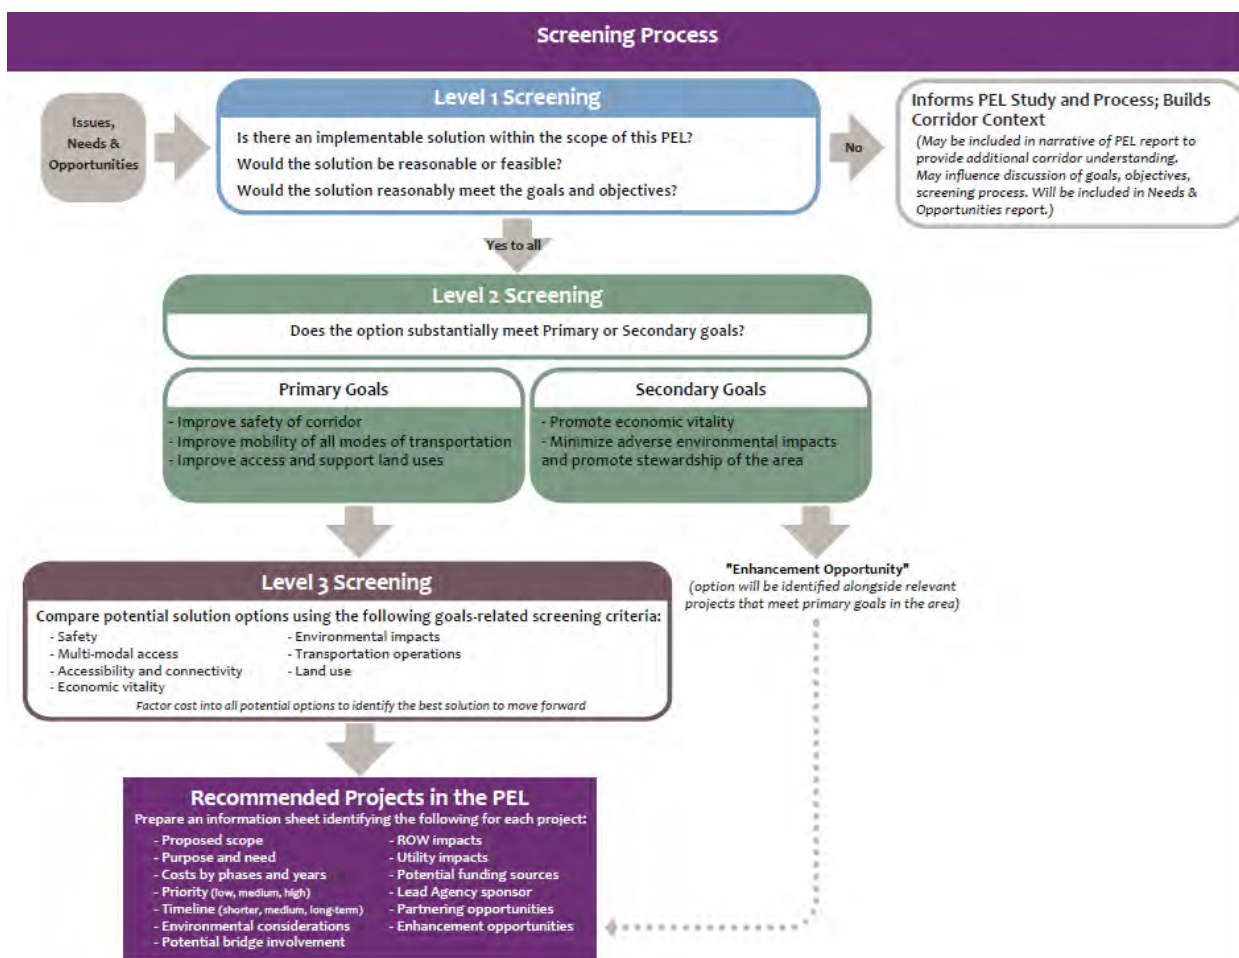 Screening Process
Issues,
Needs &
Opportunities
Level 1 Screening
Is there an implementable solution within the scope of this PEL?
Would the solution be reasonable or feasible?
Would the solution reasonably meet the goals and objectives?
No
Informs PEL Study and Process; Builds
Corridor Context
(May be included in narrative of PEL report to
provide additional corridor understanding.
May influence discussion of goals, objectives,
screening process. Will be included in Needs &
Opportunities report.)
Yes to all
Level 2 Screening
Does the option substantially meet Primary or Secondary goals?
Primary Goals
- Improve safety of corridor
- Improve mobility of all modes of transportation
- Improve access and support land uses
Secondary Goals
- Promote economic vitality
- Minimize adverse environmental impacts
and promote stewardship of the area
Level 3 Screening
Compare potential solution options using the following goals-related screening criteria:
- Safety
- Multi-modal access
- Accessibility and connectivity
- Economic vitality
- Environmental impacts
- Transportation operations
- Land use
Factor cost into all potential options to identify the best solution to move forward
"Enhancement Opportunity"
(option will be identified alongside relevant
projects that meet primary goals in the area)
Recommended Projects in the PEL
Prepare an information sheet identifying the following for each project:
- Proposed scope
- Purpose and need
- Costs by phases and years
- Priority (low, medium, high)
- Timeline (shorter, medium, long-term)
- Environmental considerations
- Potential bridge involvement
- ROW impacts
- Utility impacts
- Potential funding sources
- Lead Agency sponsor
- Partnering opportunities
- Enhancement opportunities